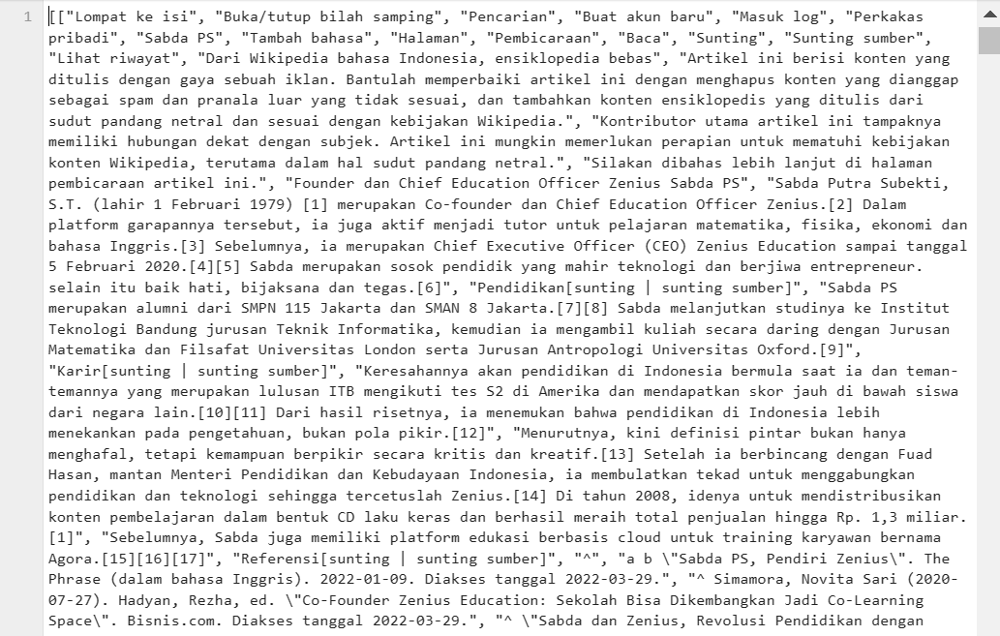 1
[["Lompat ke isi", "Buka/tutup bilah samping", "Pencarian", "Buat akun baru", "Masuk log", "Perkakas
pribadi", "Sabda PS", "Tambah bahasa", "Halaman", "Pembicaraan", "Baca", "Sunting", "Sunting sumber",
"Lihat riwayat", "Dari Wikipedia bahasa Indonesia, ensiklopedia bebas", "Artikel ini berisi konten yang
ditulis dengan gaya sebuah iklan. Bantulah memperbaiki artikel ini dengan menghapus konten yang dianggap
sebagai spam dan pranala luar yang tidak sesuai, dan tambahkan konten ensiklopedis yang ditulis dari
sudut pandang netral dan sesuai dengan kebijakan Wikipedia.", "Kontributor utama artikel ini tampaknya
memiliki hubungan dekat dengan subjek. Artikel ini mungkin memerlukan perapian untuk mematuhi kebijakan
konten Wikipedia, terutama dalam hal sudut pandang netral.", "Silakan dibahas lebih lanjut di halaman
pembicaraan artikel ini.", "Founder dan Chief Education Officer Zenius Sabda PS", "Sabda Putra Subekti,
S.T. (lahir 1 Februari 1979) [1] merupakan Co-founder dan Chief Education Officer Zenius.[2] Dalam
platform garapannya tersebut, ia juga aktif menjadi tutor untuk pelajaran matematika, fisika, ekonomi dan
bahasa Inggris.[3] Sebelumnya, ia merupakan Chief Executive Officer (CEO) Zenius Education sampai tanggal
5 Februari 2020.[4][5] Sabda merupakan sosok pendidik yang mahir teknologi dan berjiwa entrepreneur.
selain itu baik hati, bijaksana dan tegas.[6]", "Pendidikan[sunting | sunting sumber]", "Sabda PS
merupakan alumni dari SMPN 115 Jakarta dan SMAN 8 Jakarta.[7][8] Sabda melanjutkan studinya ke Institut
Teknologi Bandung jurusan Teknik Informatika, kemudian ia mengambil kuliah secara daring dengan Jurusan
Matematika dan Filsafat Universitas London serta Jurusan Antropologi Universitas Oxford.[9]",
"Karir[sunting | sunting sumber]", "Keresahannya akan pendidikan di Indonesia bermula saat ia dan teman-
temannya yang merupakan lulusan ITB mengikuti tes S2 di Amerika dan mendapatkan skor jauh di bawah siswa
dari negara lain.[10][11] Dari hasil risetnya, ia menemukan bahwa pendidikan di Indonesia lebih
menekankan pada pengetahuan, bukan pola pikir.[12]", "Menurutnya, kini definisi pintar bukan hanya
menghafal, tetapi kemampuan berpikir secara kritis dan kreatif.[13] Setelah ia berbincang dengan Fuad
Hasan, mantan Menteri Pendidikan dan Kebudayaan Indonesia, ia membulatkan tekad untuk menggabungkan
pendidikan dan teknologi sehingga tercetuslah Zenius.[14] Di tahun 2008, idenya untuk mendistribusikan
konten pembelajaran dalam bentuk CD laku keras dan berhasil meraih total penjualan hingga Rp. 1,3 miliar.
[1]", "Sebelumnya, Sabda juga memiliki platform edukasi berbasis cloud untuk training karyawan bernama
Agora.[15][16][17]", "Referensi[sunting | sunting sumber]", "^", "a b \"Sabda PS, Pendiri Zenius\". The
Phrase (dalam bahasa Inggris). 2022-01-09. Diakses tanggal 2022-03-29.", "^ Simamora, Novita Sari (2020-
07-27). Hadyan, Rezha, ed. \"Co-Founder Zenius Education: Sekolah Bisa Dikembangkan Jadi Co-Learning
Space\". Bisnis.com. Diakses tanggal 2022-03-29.", "^ \"Sabda dan Zenius, Revolusi Pendidikan dengan